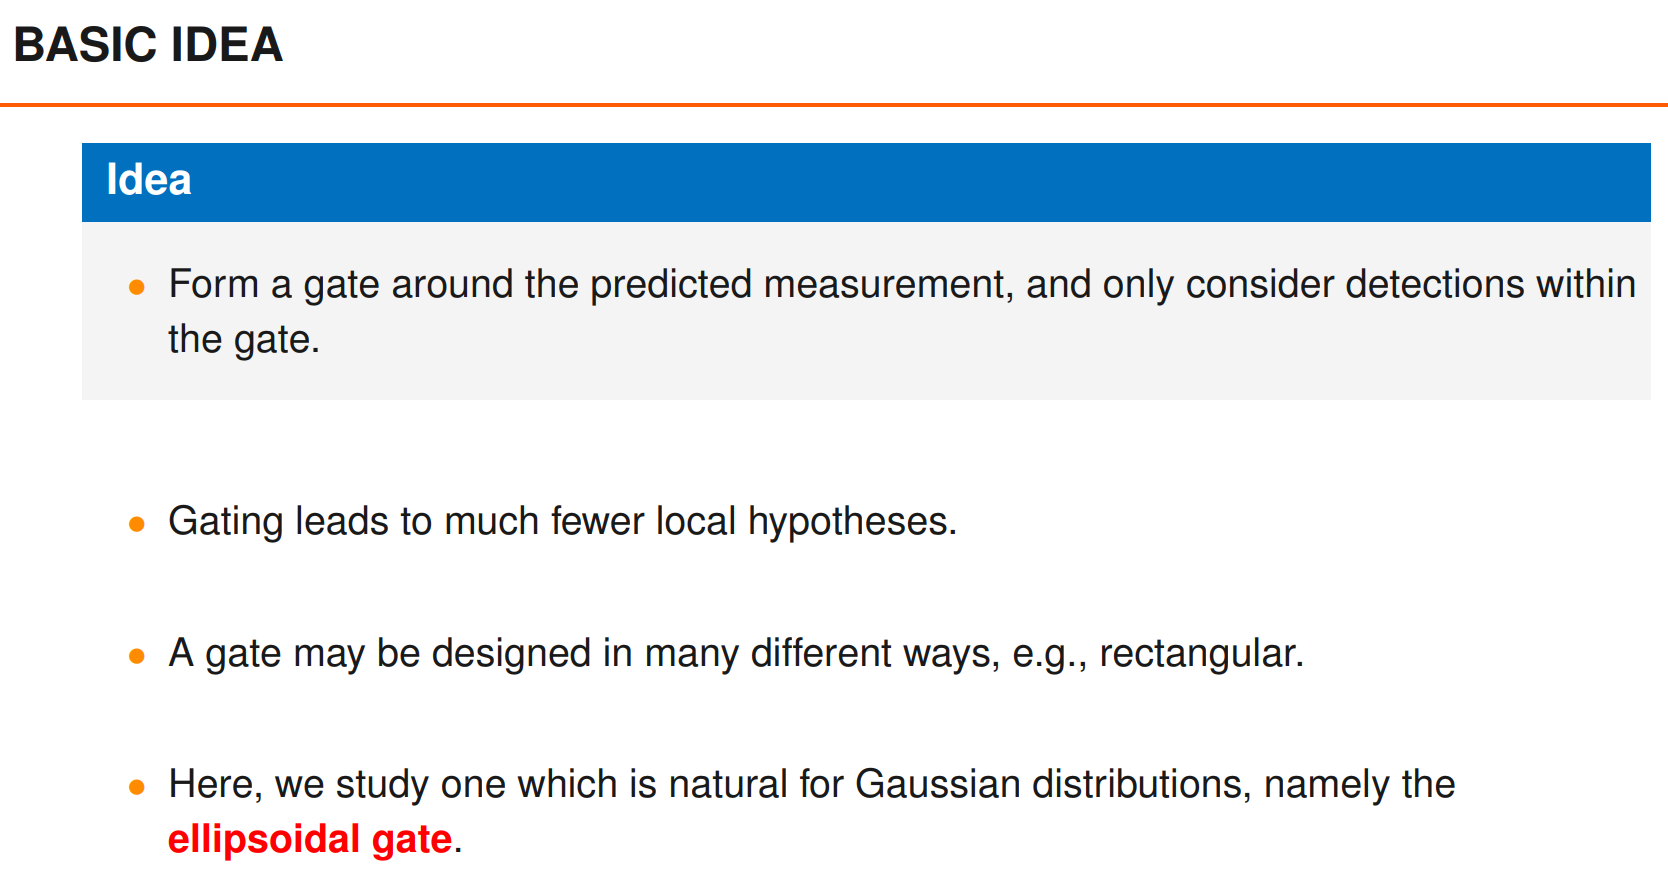 BASIC IDEA
Idea
Form a gate around the predicted measurement, and only consider detections within
the gate.
Gating leads to much fewer local hypotheses.
A gate may be designed in many different ways, e.g., rectangular.
Here, we study one which is natural for Gaussian distributions, namely the
ellipsoidal gate.